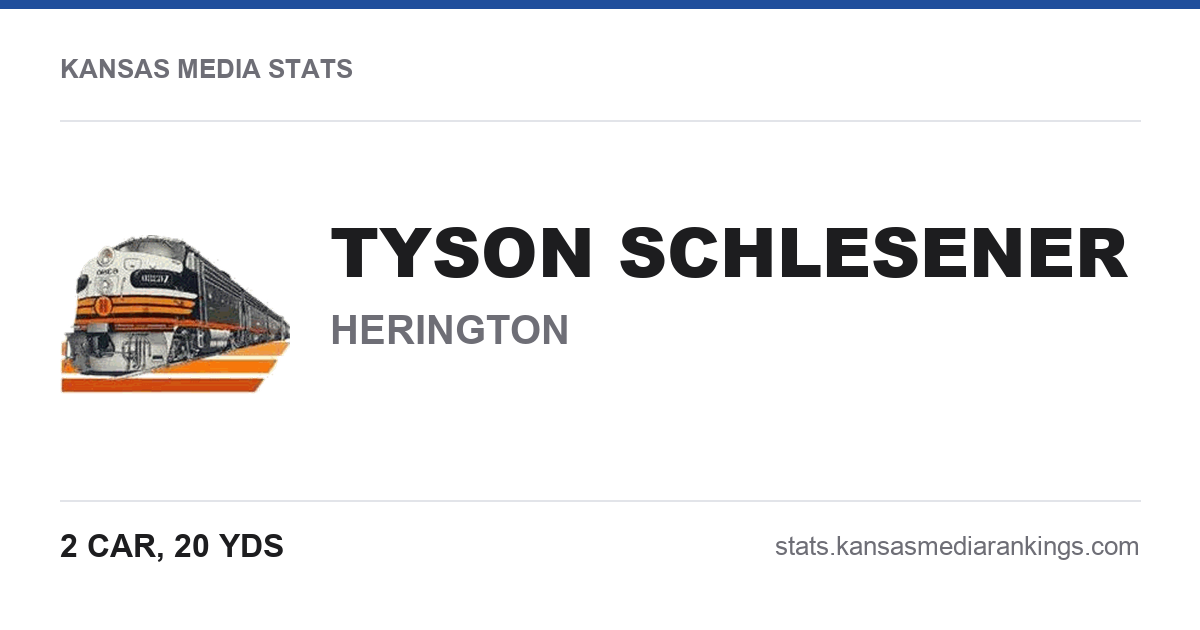 KANSAS MEDIA STATS
TYSON SCHLESENER
HERINGTON
H
2 CAR, 20 YDS
stats.kansasmediarankings.com